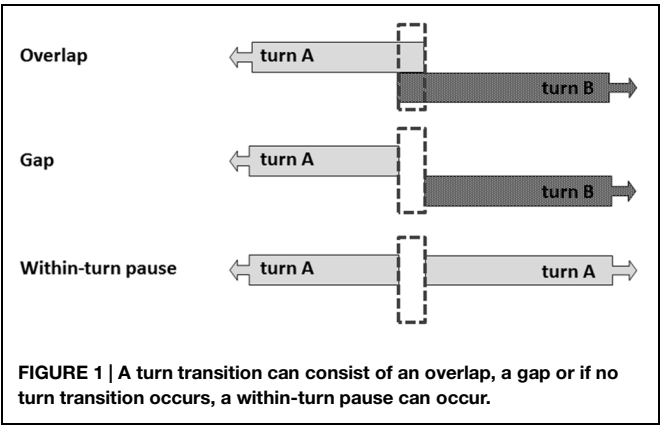 Overlap
turn A
turn B
Gap
turn A
turn B
Within-turn pause
turn A
turn A
FIGURE 1 | A turn transition can consist of an overlap, a gap or if no
turn transition occurs, a within-turn pause can occur.